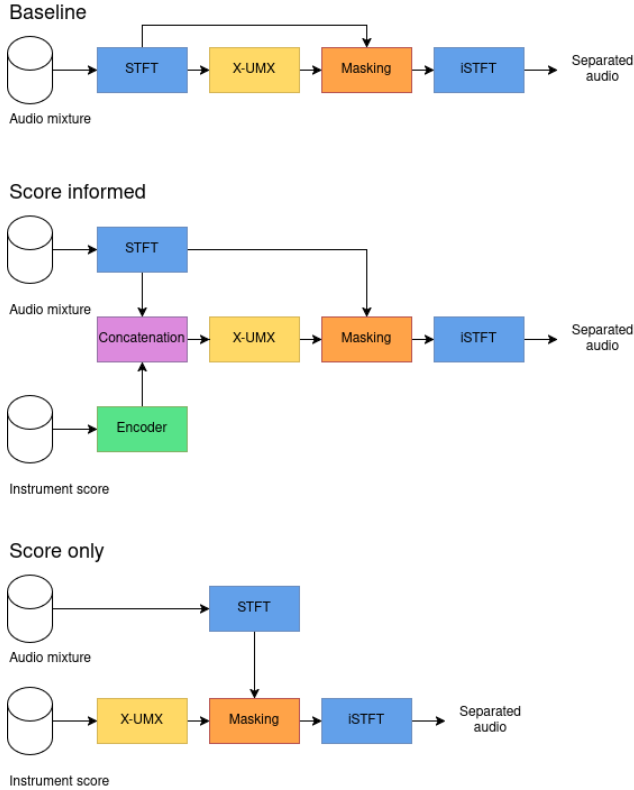 Baseline
STFT
X-UMX
Masking
iSTFT
Separated
audio
Audio mixture
Score informed
STFT
Audio mixture
Concatenation
X-UMX
Masking
iSTFT
Separated
audio
Encoder
Instrument score
Score only
STFT
Audio mixture
X-UMX
Masking
iSTFT
Separated
audio
Instrument score